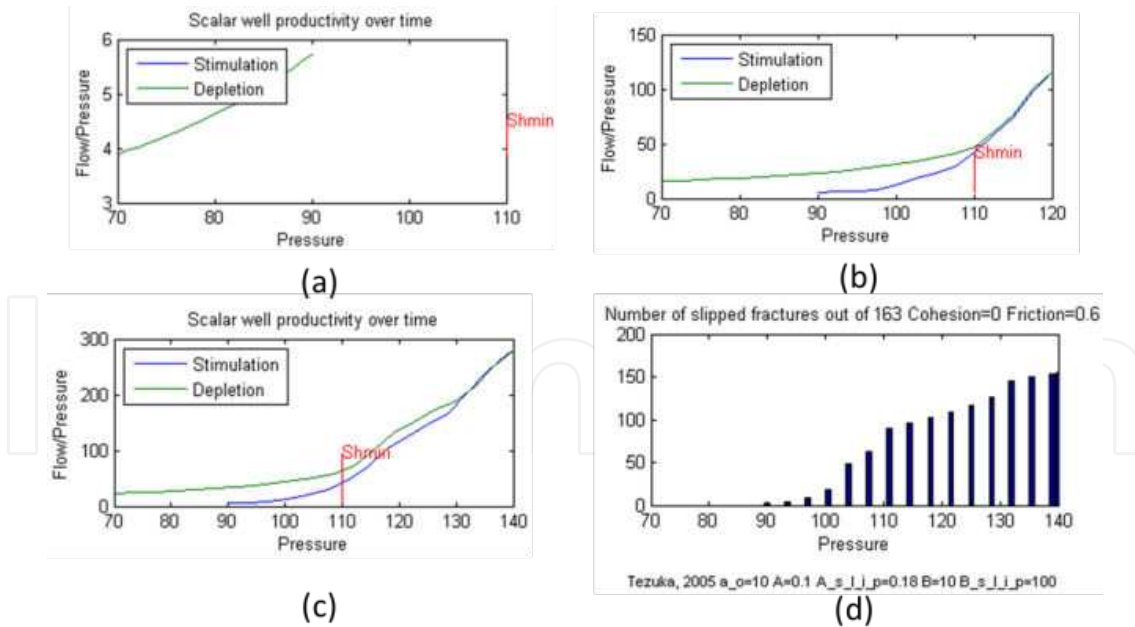 Scalar well productivity over time
6
5
4
3
Flow/Pressure
Stimulation
Depletion
Shmin
70 80 90 100 110
Pressure
(a)
150
100
50
0
Flow/Pressure
Stimulation
Depletion
Shmin
70 80 90 100 110 120
Pressure
(b)
Scalar well productivity over time
300
200
100
0
Flow/Pressure
Stimulation
Depletion
Shmin
70 80 90 100 110 120 130 140
Pressure
(c)
Number of slipped fractures out of 163 Cohesion=0 Friction=0.6
200
150
100
50
0
70 80 90 100 110 120 130 140
Pressure
Tezuka, 2005 a_o=10 A=0.1 A_s_l_i_p=0.18 B=10 B_s_l_i_p=100
(d)